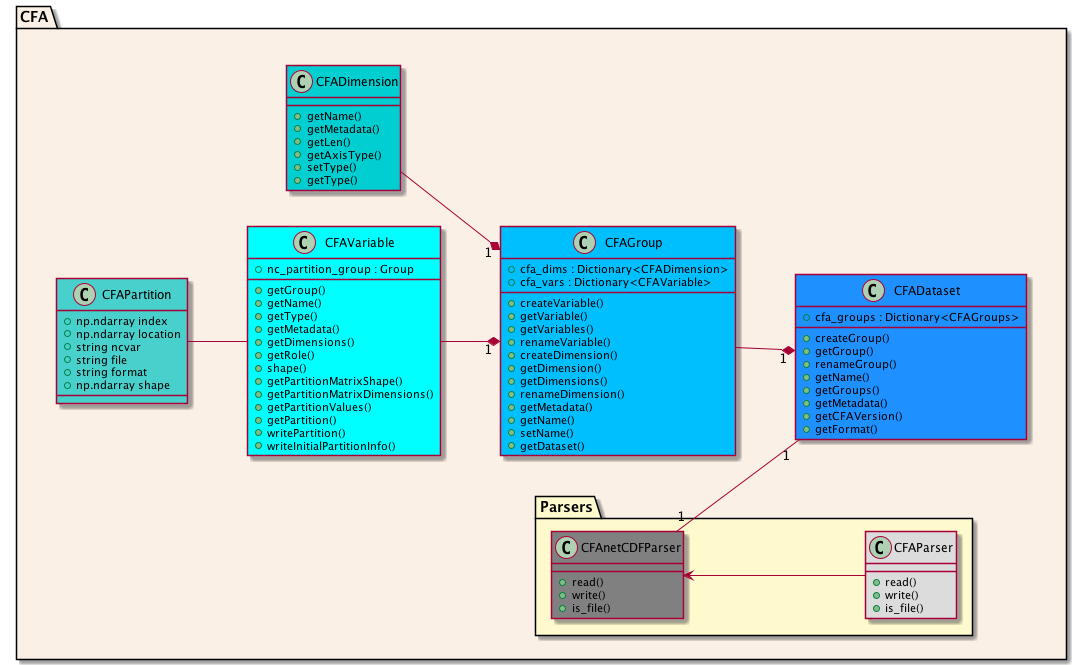 CFA
C CFADimension
getName()
getMetadata()
getLen()
getAxisType()
setType()
getType()
1
C CFAPartition
np.ndarray index
np.ndarray location
string ncvar
string file
string format
np.ndarray shape
C CFAVariable
nc_partition_group : Group
getGroup()
getName()
getType()
getMetadata()
getDimensions()
getRole()
shape()
getPartitionMatrixShape()
getPartitionMatrixDimensions()
getPartitionValues()
getPartition()
writePartition()
writeInitialPartitionInfo()
1
C CFAGroup
cfa_dims : Dictionary<CFADimension>
cfa_vars : Dictionary<CFAVariable>
createVariable()
getVariable()
getVariables()
renameVariable()
createDimension()
getDimension()
getDimensions()
renameDimension()
getMetadata()
getName()
setName()
getDataset()
1
C CFADataset
cfa_groups : Dictionary<CFAGroups>
createGroup()
getGroup()
renameGroup()
getName()
getGroups()
getMetadata()
getCFAVersion()
getFormat()
1
1
Parsers
C CFAnetCDFParser
read()
write()
is_file()
C CFAParser
read()
write()
is_file()